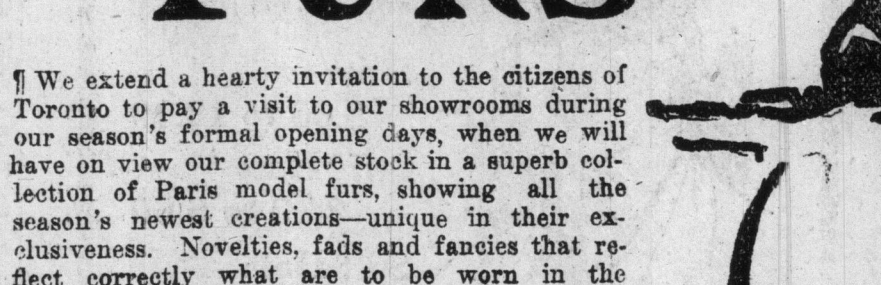 FURS
¶ We extend a hearty invitation to the citizens of
Toronto to pay a visit to our showrooms during
our season's formal opening days, when we will
have on view our complete stock in a superb col-
lection of Paris model furs, showing all the
season's newest creations—unique in their ex-
clusiveness. Novelties, fads and fancies that re-
flect correctly what are to be worn in the